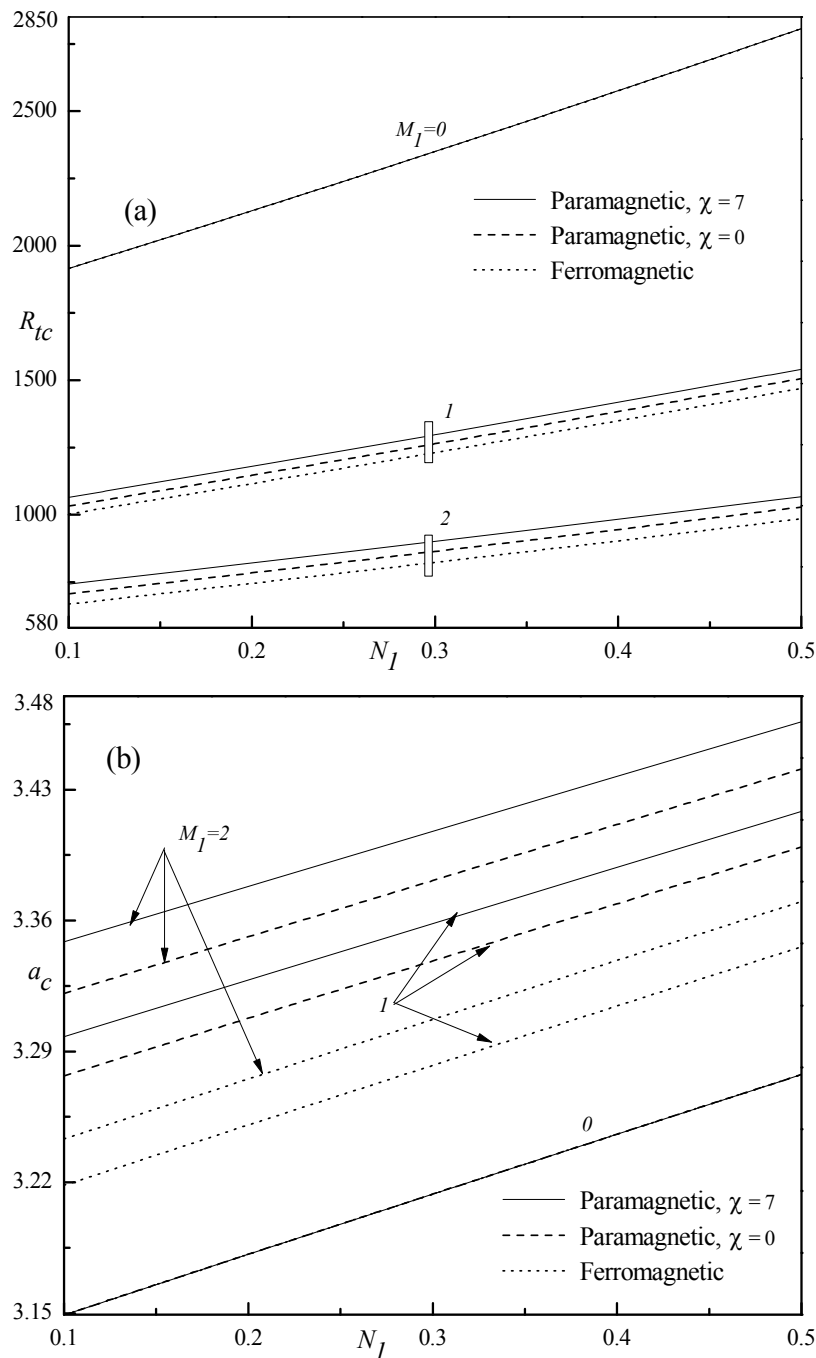 2850
2500
M1=0
(a)
Paramagnetic, χ = 7
Paramagnetic, χ = 0
Ferromagnetic
2000
Rtc
1500
1
1000
2
580
0.1 0.2 N1 0.3 0.4 0.5
3.48
(b)
3.43
M1=2
3.36
ac
1
3.29
0
3.22
Paramagnetic, χ = 7
Paramagnetic, χ = 0
Ferromagnetic
3.15
0.1 0.2 N1 0.3 0.4 0.5